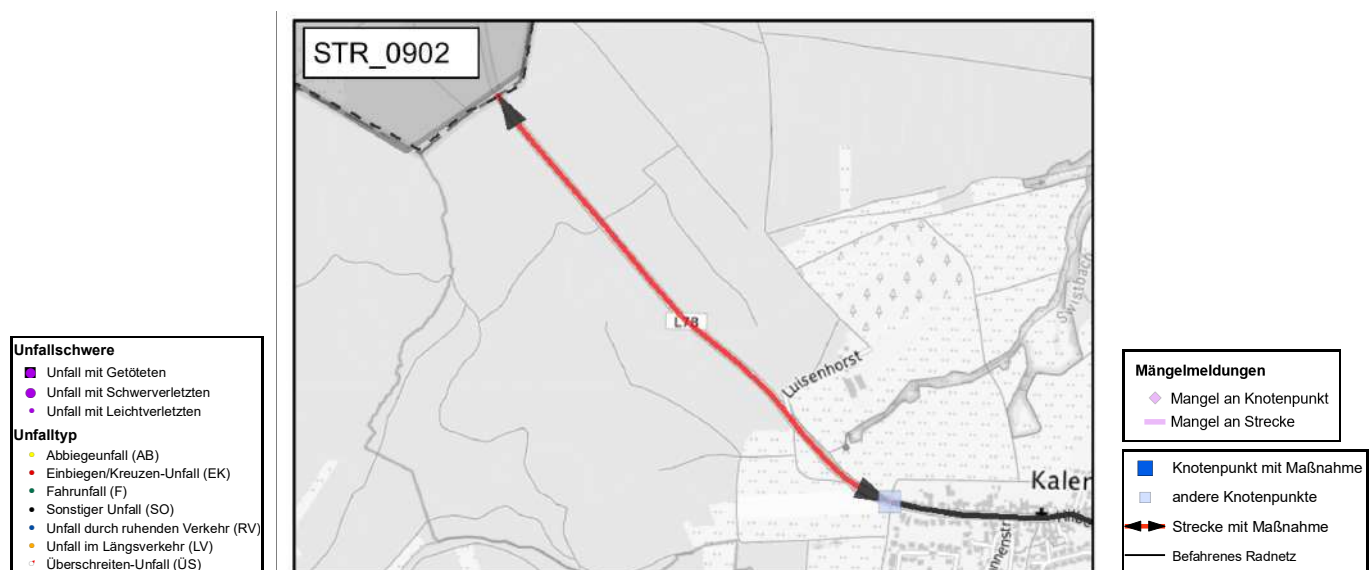 STR_0902
L78
Luisenhorst
Swistbach
Kaler
Unfallschwere
Unfall mit Getöteten
Unfall mit Schwerverletzten
Unfall mit Leichtverletzten
Unfalltyp
Abbiegeunfall (AB)
Einbiegen/Kreuzen-Unfall (EK)
Fahrunfall (F)
Sonstiger Unfall (SO)
Unfall durch ruhenden Verkehr (RV)
Unfall im Längsverkehr (LV)
Überschreiten-Unfall (ÜS)
Mängelmeldungen
Mangel an Knotenpunkt
Mangel an Strecke
Knotenpunkt mit Maßnahme
andere Knotenpunkte
Strecke mit Maßnahme
Befahrenes Radnetz